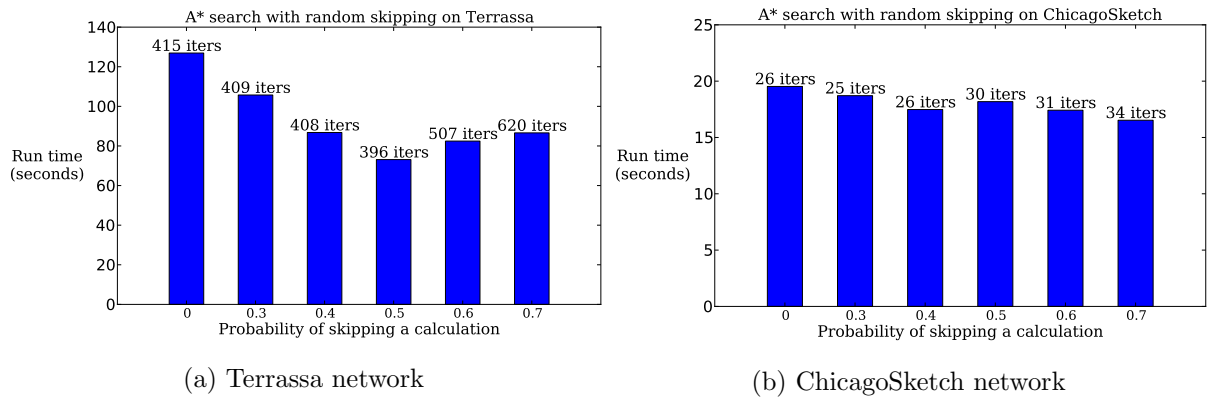 A* search with random skipping on Terrassa
140
120
100
80
60
40
20
0
Run time
(seconds)
415 iters
409 iters
408 iters
396 iters
507 iters
620 iters
0 0.3 0.4 0.5 0.6 0.7
Probability of skipping a calculation
(a) Terrassa network
A* search with random skipping on ChicagoSketch
25
20
15
10
5
0
Run time
(seconds)
26 iters
25 iters
26 iters
30 iters
31 iters
34 iters
0 0.3 0.4 0.5 0.6 0.7
Probability of skipping a calculation
(b) ChicagoSketch network